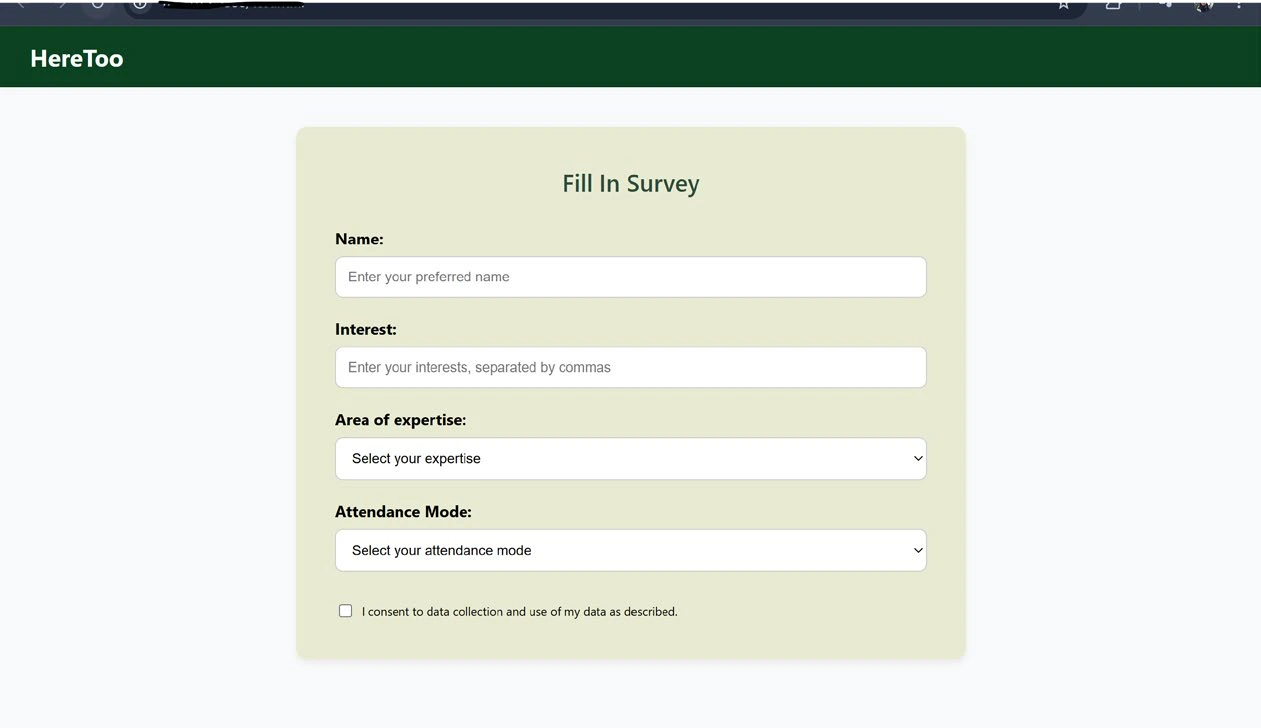 HereToo
Fill In Survey
Name:
Enter your preferred name
Interest:
Enter your interests, separated by commas
Area of expertise:
Select your expertise
Attendance Mode:
Select your attendance mode
I consent to data collection and use of my data as described.